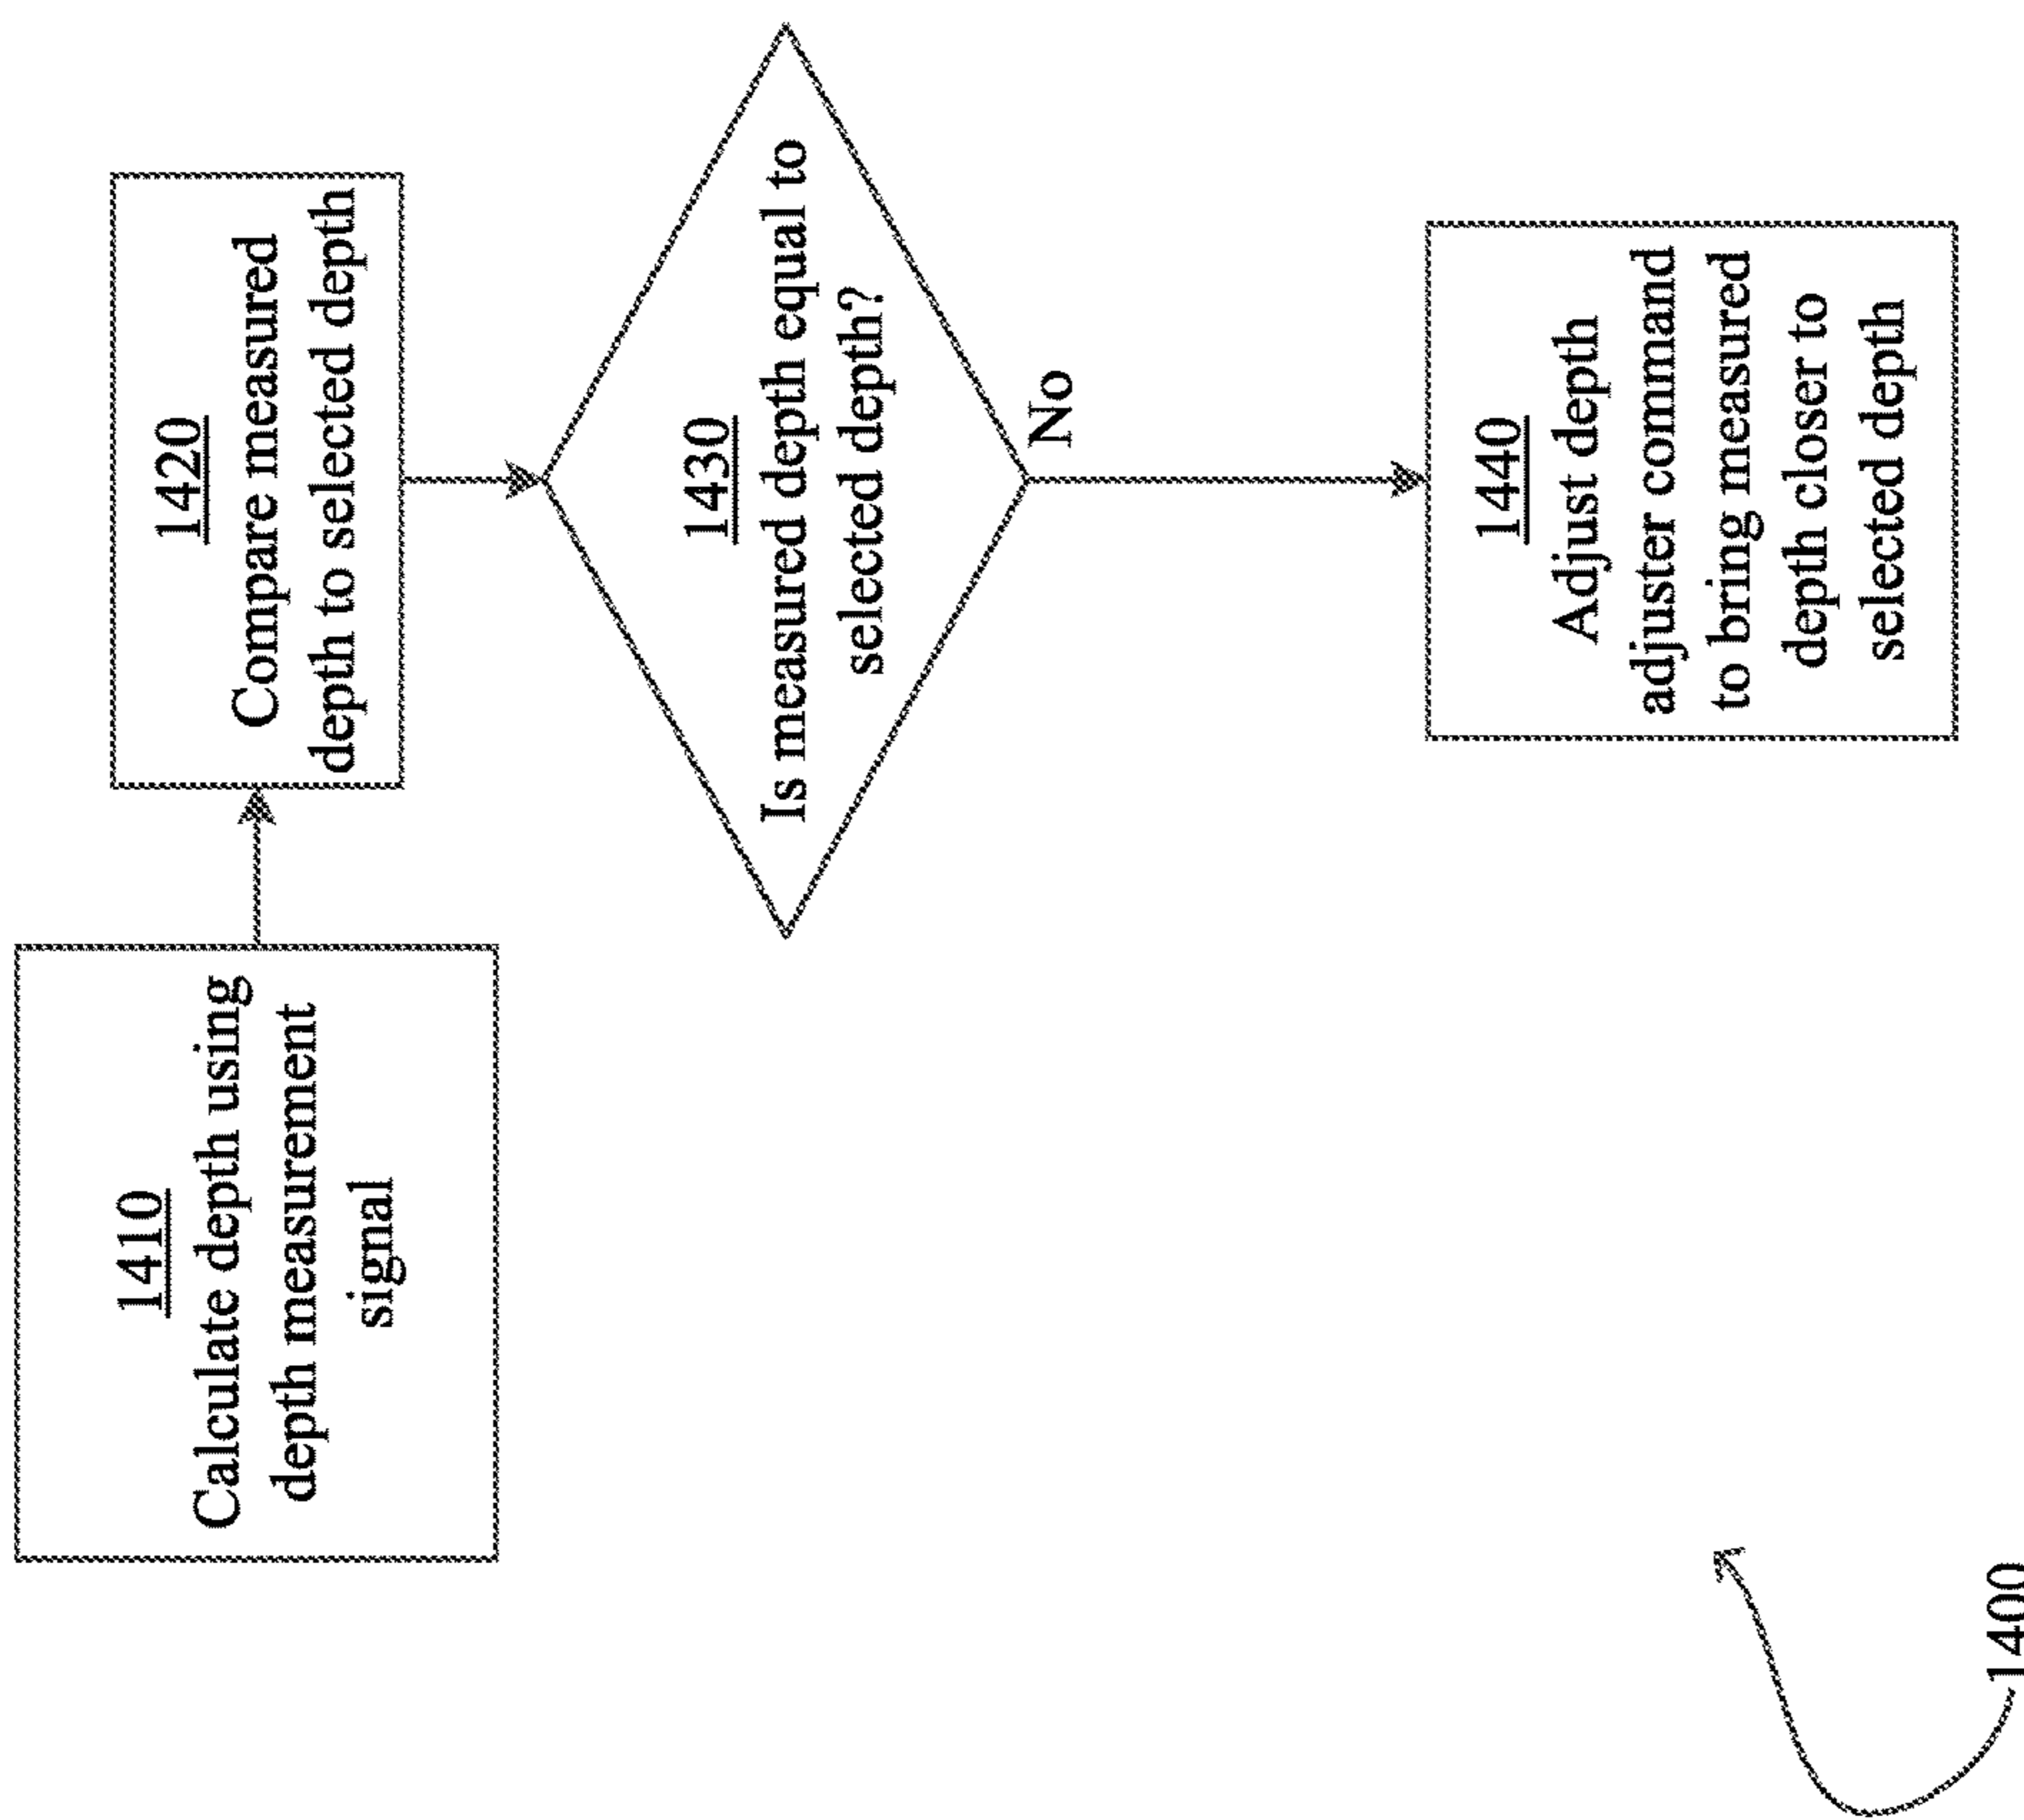 1410
Calculate depth using
depth measurement
signal
1420
Compare measured
depth to selected depth
1430
Is measured depth equal to
selected depth?
No
1440
Adjust depth
adjuster command
to bring measured
depth closer to
selected depth
1400